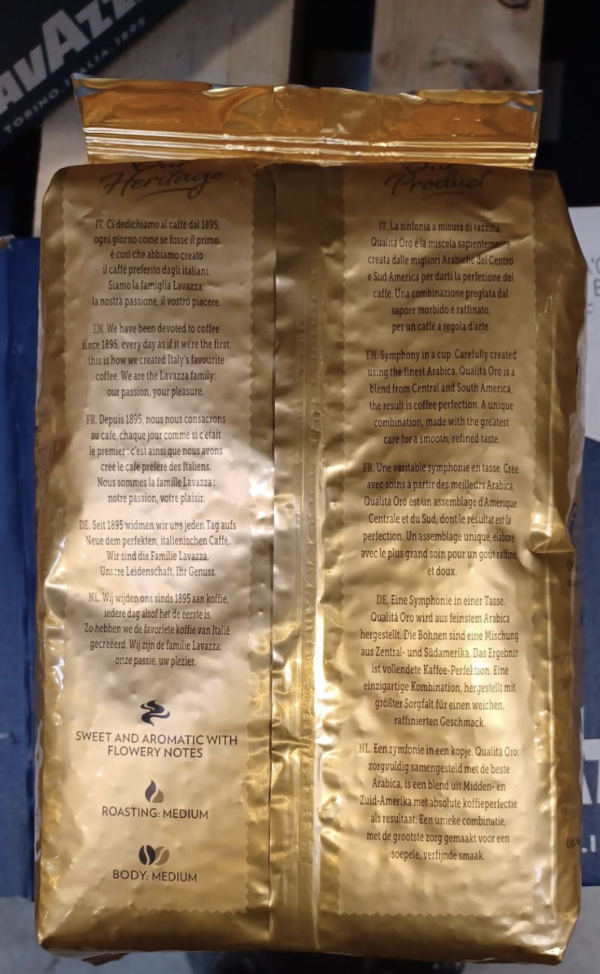 LAVAZZ
TORINO, ITALIA, 1895
Our
Heritage
IT. Ci dedichiamo al caffè dal 1895,
ogni giorno come se fosse il primo,
è così che abbiamo creato
il caffè preferito dagli italiani.
Siamo la famiglia Lavazza:
la nostra passione, il vostro piacere.
EN. We have been devoted to coffee
since 1895, every day as if it were the first:
this is how we created Italy's favourite
coffee. We are the Lavazza family:
our passion, your pleasure.
FR. Depuis 1895, nous nous consacrons
au café, chaque jour comme si c'était
le premier: c'est ainsi que nous avons
créé le café préféré des Italiens.
Nous sommes la famille Lavazza:
notre passion, votre plaisir.
DE. Seit 1895 widmen wir uns jeden Tag aufs
Neue dem perfekten, italienischen Caffè.
Wir sind die Familie Lavazza.
Unsere Leidenschaft, Ihr Genuss.
NL. Wij wijden ons sinds 1895 aan koffie,
iedere dag alsof het de eerste is.
Zo hebben we de favoriete koffie van Italië
gecreëerd. Wij zijn de familie Lavazza:
onze passie, uw plezier.
SWEET AND AROMATIC WITH
FLOWERY NOTES
ROASTING: MEDIUM
BODY: MEDIUM
Our
Product
IT. La sinfonia a misura di tazzina.
Qualità Oro è la miscela sapientemente
creata dalle migliori Arabiche del Centro
e Sud America per darti la perfezione del
caffè. Una combinazione pregiata dal
sapore morbido e raffinato,
per un caffè a regola d'arte.
EN. Symphony in a cup. Carefully created
using the finest Arabica, Qualità Oro is a
blend from Central and South America,
the result is coffee perfection. A unique
combination, made with the greatest
care for a smooth, refined taste.
FR. Une véritable symphonie en tasse. Créé
avec soins à partir des meilleurs Arabica,
Qualità Oro est un assemblage d'Amérique
Centrale et du Sud, dont le résultat est la
perfection. Un assemblage unique, élaboré
avec le plus grand soin pour un goût raffiné
et doux.
DE. Eine Symphonie in einer Tasse.
Qualità Oro wird aus feinstem Arabica
hergestellt. Die Bohnen sind eine Mischung
aus Zentral- und Südamerika. Das Ergebnis
ist vollendete Kaffee-Perfektion. Eine
einzigartige Kombination, hergestellt mit
größter Sorgfalt für einen weichen,
raffinierten Geschmack.
NL. Een symfonie in een kopje. Qualità Oro,
zorgvuldig samengesteld met de beste
Arabica, is een blend uit Midden- en
Zuid-Amerika met absolute koffieperfectie
als resultaat. Een unieke combinatie,
met de grootste zorg gemaakt voor een
soepele, verfijnde smaak.